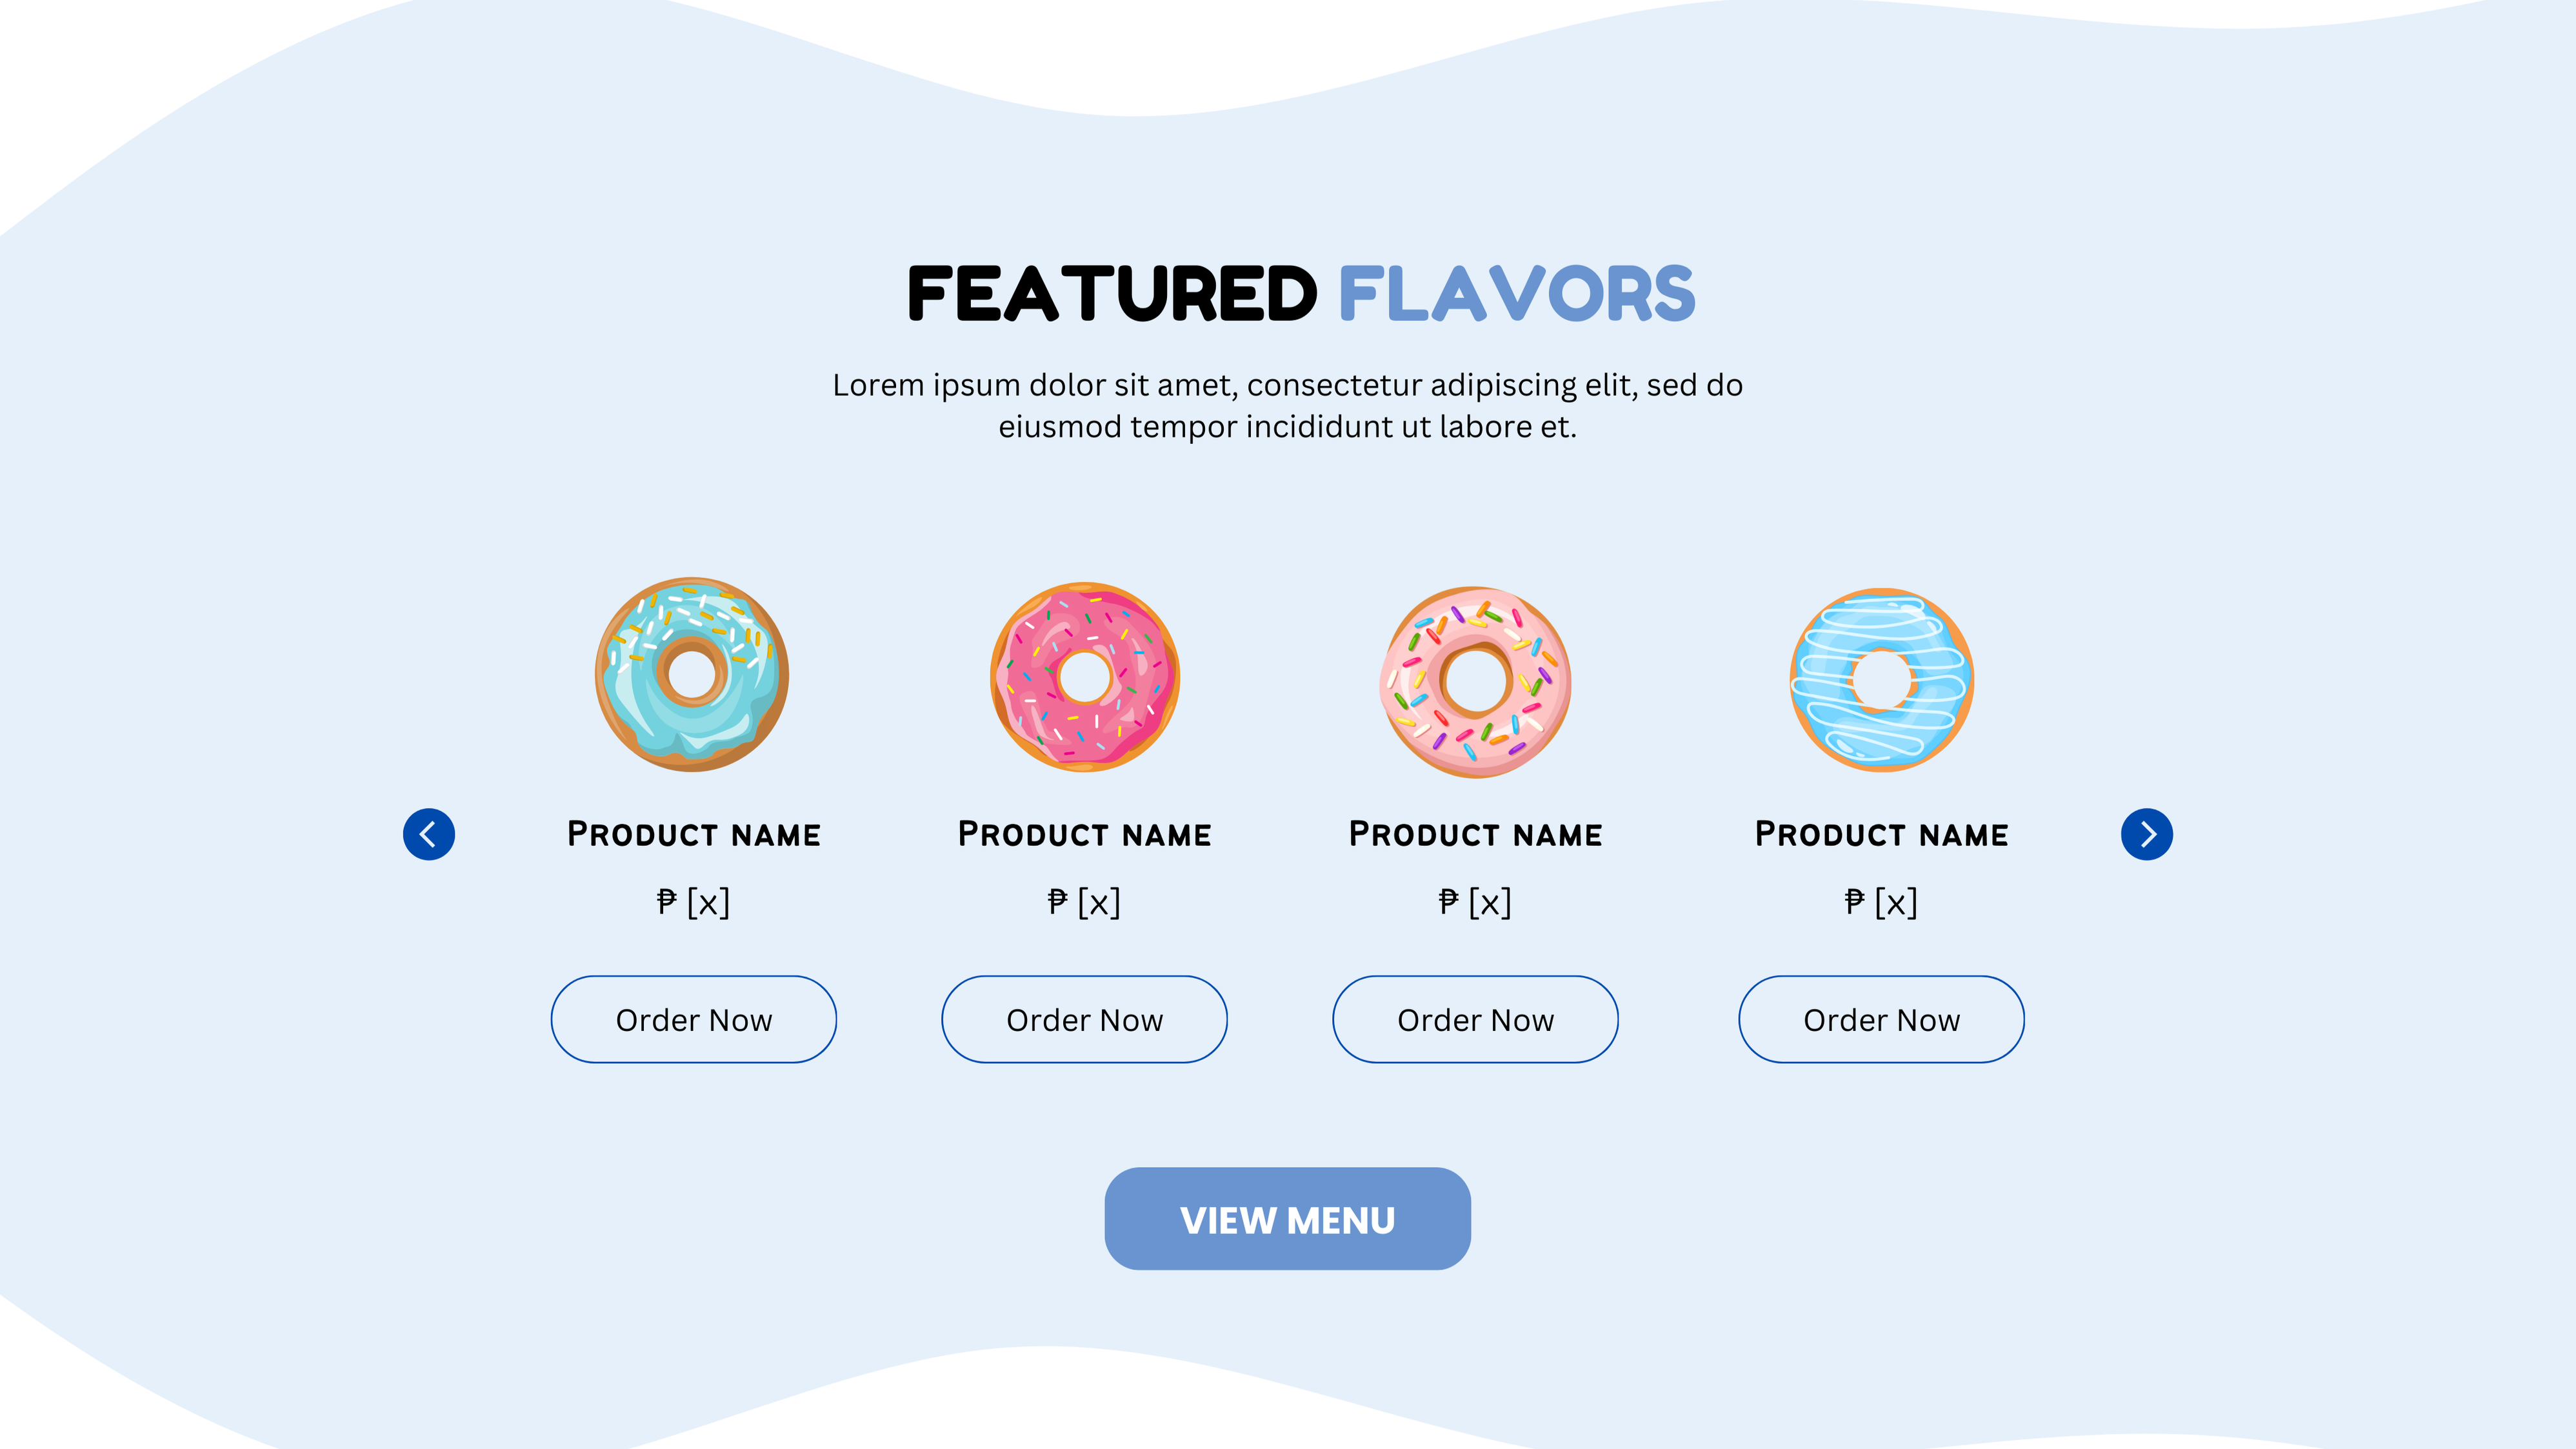 FEATURED FLAVORS
Lorem ipsum dolor sit amet, consectetur adipiscing elit, sed do
eiusmod tempor incididunt ut labore et.
PRODUCT NAME PRODUCT NAME PRODUCT NAME PRODUCT NAME
₱ [x] ₱ [x] ₱ [x] ₱ [x]
Order Now Order Now Order Now Order Now
VIEW MENU